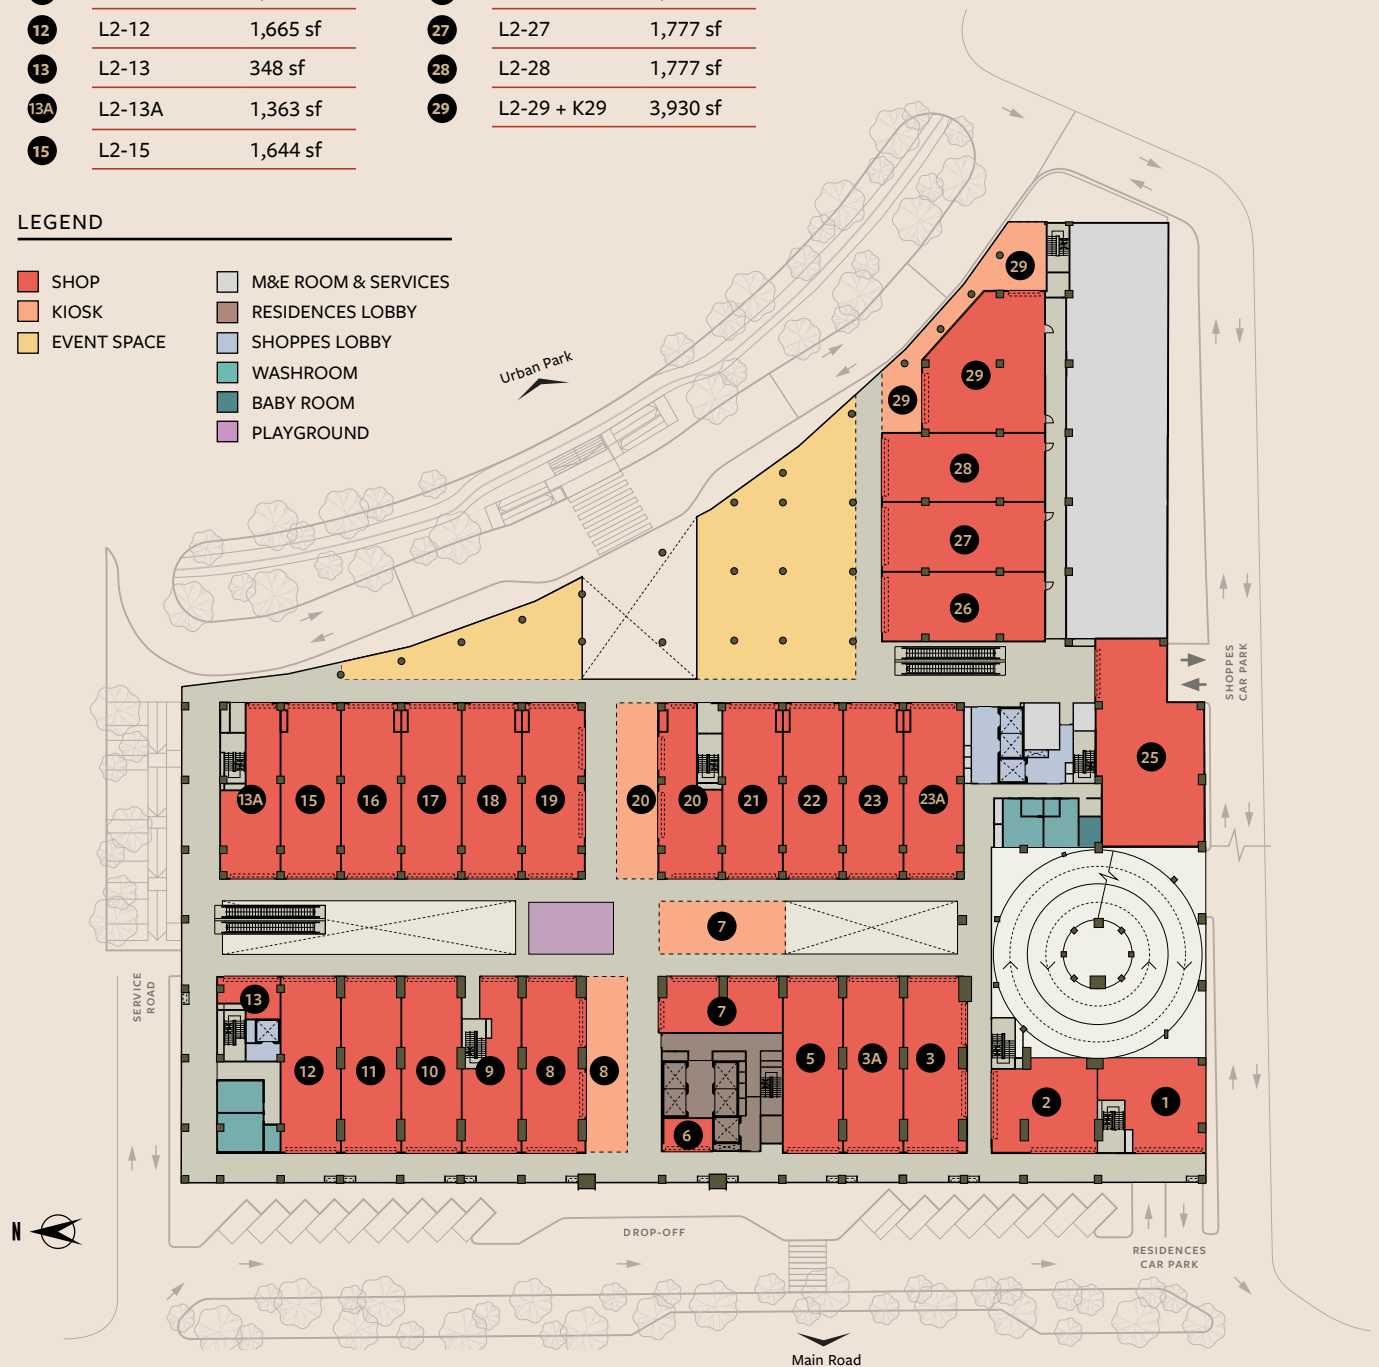 12 L2-12 1,665 sf
13 L2-13 348 sf
13A L2-13A 1,363 sf
15 L2-15 1,644 sf
27 L2-27 1,777 sf
28 L2-28 1,777 sf
29 L2-29 + K29 3,930 sf
LEGEND
SHOP
KIOSK
EVENT SPACE
M&E ROOM & SERVICES
RESIDENCES LOBBY
SHOPPES LOBBY
WASHROOM
BABY ROOM
PLAYGROUND
Urban Park
29
29
29
28
27
26
SHOPPES
CAR PARK
25
13A 15 16 17 18 19 20 20 21 22 23 23A
7
SERVICE
ROAD
13
7
12 11 10 9 8 8
5 3A 3
2 1
6
N
DROP-OFF
RESIDENCES
CAR PARK
Main Road